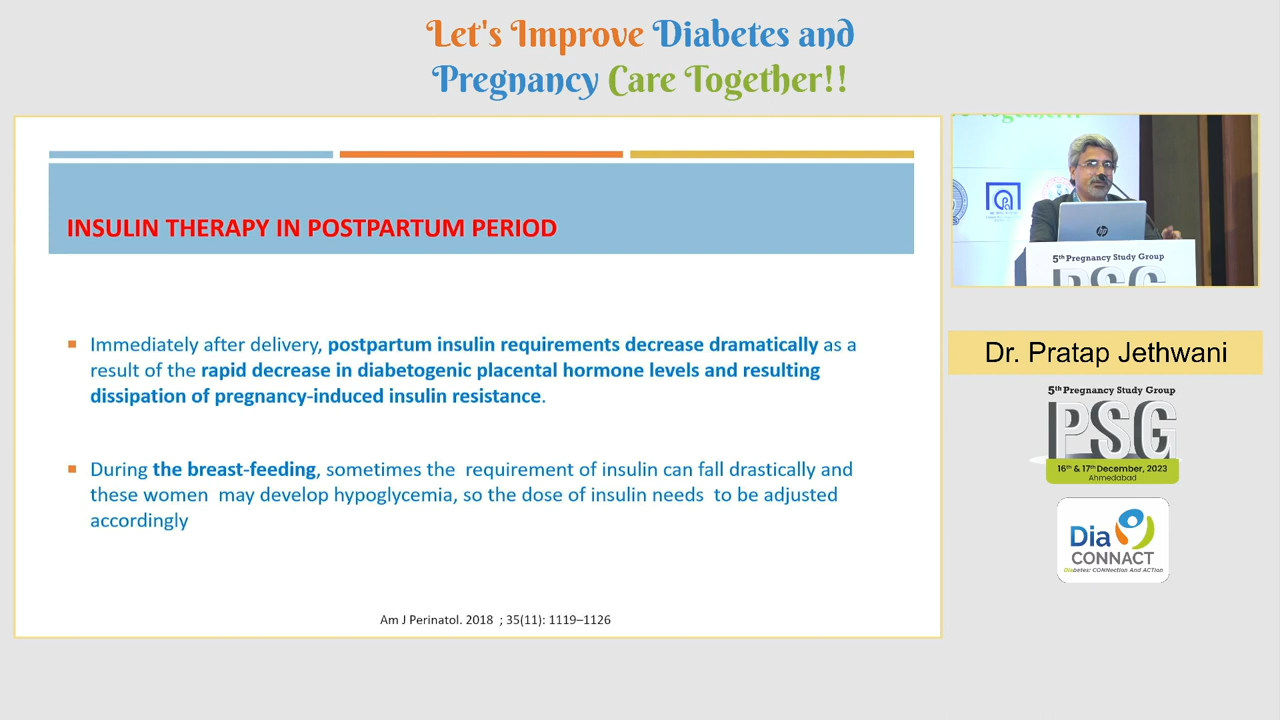 Let's Improve Diabetes and
Pregnancy Care Together!!
INSULIN THERAPY IN POSTPARTUM PERIOD
Immediately after delivery, postpartum insulin requirements decrease dramatically as a
result of the rapid decrease in diabetogenic placental hormone levels and resulting
dissipation of pregnancy-induced insulin resistance.
During the breast-feeding, sometimes the requirement of insulin can fall drastically and
these women may develop hypoglycemia, so the dose of insulin needs to be adjusted
accordingly
Am J Perinatol. 2018 ; 35(11): 1119–1126
hp
5th Pregnancy Study Group
PSG
Dr. Pratap Jethwani
5th Pregnancy Study Group
PSG
16th & 17th December, 2023
Ahmedabad
Dia
CONNACT
Diabetes: CONNection And ACTion